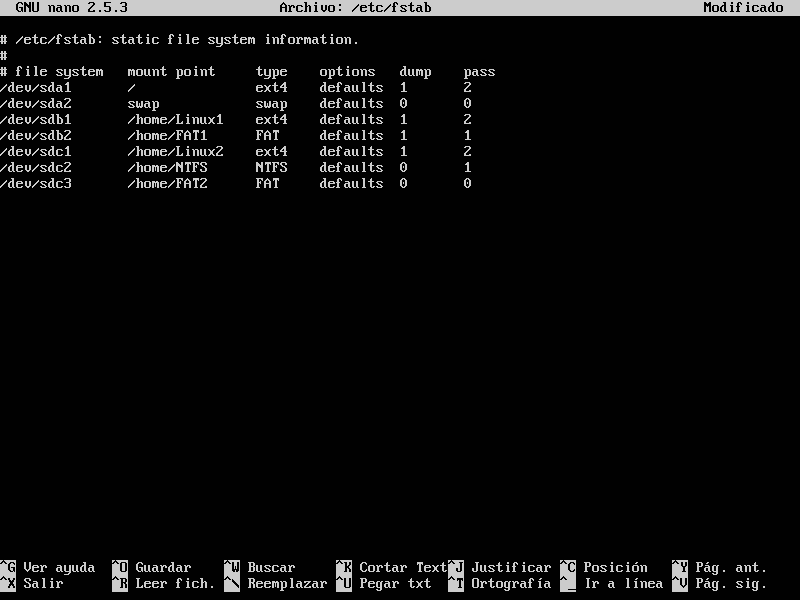 GNU nano 2.5.3 Archivo: /etc/fstab Modificado
# /etc/fstab: static file system information.
#
# file system mount point type options dump pass
/dev/sda1 / ext4 defaults 1 2
/dev/sda2 swap swap defaults 0 0
/dev/sdb1 /home/Linux1 ext4 defaults 1 2
/dev/sdb2 /home/FAT1 FAT defaults 1 1
/dev/sdc1 /home/Linux2 ext4 defaults 1 2
/dev/sdc2 /home/NTFS NTFS defaults 0 1
/dev/sdc3 /home/FAT2 FAT defaults 0 0
^G Ver ayuda ^O Guardar ^W Buscar ^K Cortar Text ^J Justificar ^C Posición ^Y Pág. ant.
^X Salir ^R Leer fich. ^\ Reemplazar ^U Pegar txt ^T Ortografía ^_ Ir a línea ^V Pág. sig.